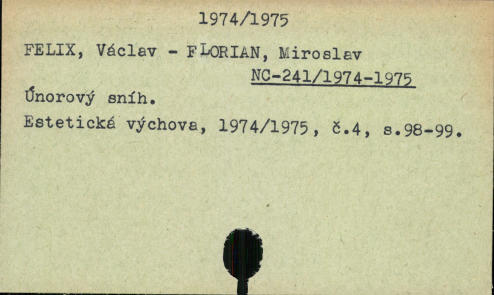 1974/1975
FELIX, Václav - FLORIAN, Miroslav
NC-241/1974-1975
Únorový sníh.
Estetická výchova, 1974/1975, č.4, s.98-99.